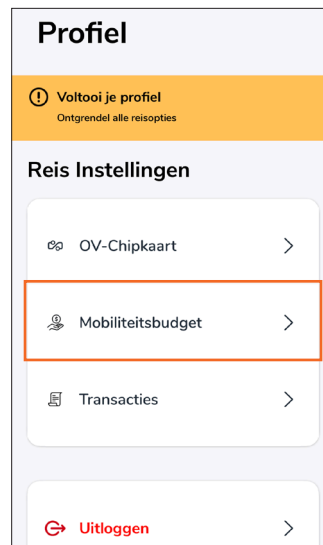 Profiel
Voltooi je profiel
Ontgrendel alle reisopties
Reis Instellingen
OV-Chipkaart
Mobiliteitsbudget
Transacties
Uitloggen